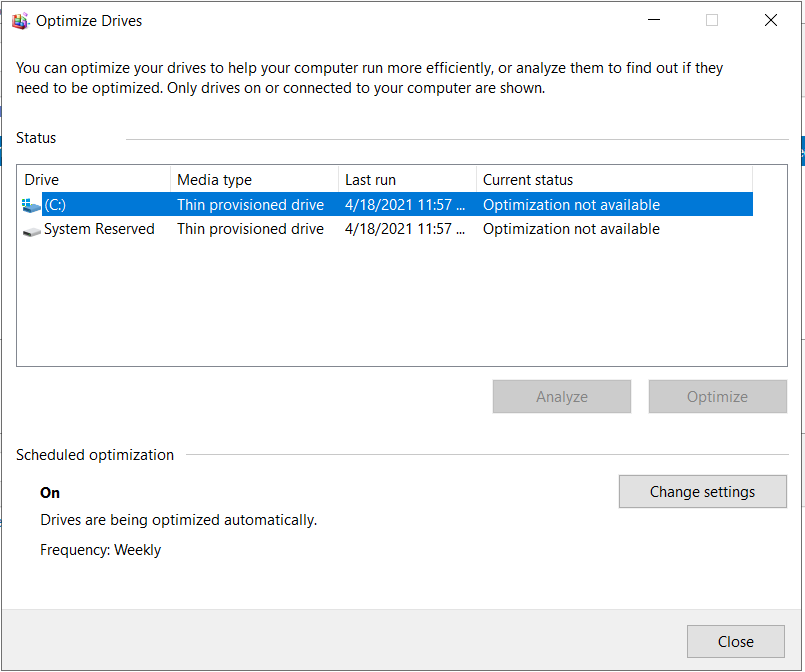 Optimize Drives
You can optimize your drives to help your computer run more efficiently, or analyze them to find out if they
need to be optimized. Only drives on or connected to your computer are shown.
Status
Drive Media type Last run Current status
(C:) Thin provisioned drive 4/18/2021 11:57 ... Optimization not available
System Reserved Thin provisioned drive 4/18/2021 11:57 ... Optimization not available
Analyze Optimize
Scheduled optimization
On
Change settings
Drives are being optimized automatically.
Frequency: Weekly
Close